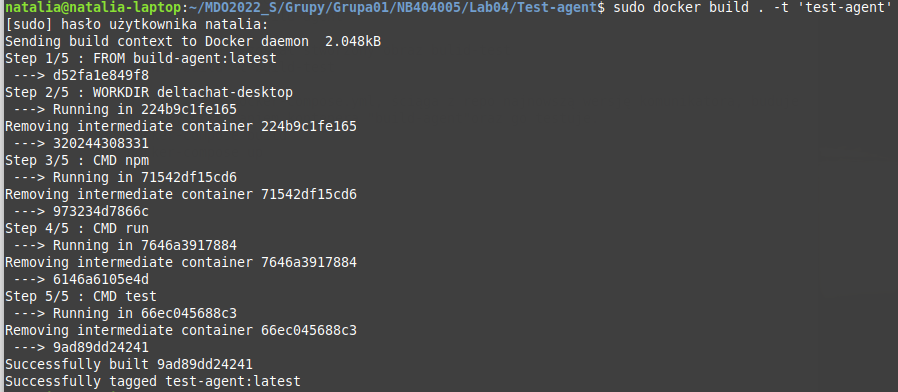 natalia@natalia-laptop:~/MDO2022_S/Grupy/Grupa01/NB404005/Lab04/Test-agent$ sudo docker build . -t 'test-agent'
[sudo] hasło użytkownika natalia:
Sending build context to Docker daemon  2.048kB
Step 1/5 : FROM build-agent:latest
 ---> d52fa1e849f8
Step 2/5 : WORKDIR deltachat-desktop
 ---> Running in 224b9c1fe165
Removing intermediate container 224b9c1fe165
 ---> 320244308331
Step 3/5 : CMD npm
 ---> Running in 71542df15cd6
Removing intermediate container 71542df15cd6
 ---> 973234d7866c
Step 4/5 : CMD run
 ---> Running in 7646a3917884
Removing intermediate container 7646a3917884
 ---> 6146a6105e4d
Step 5/5 : CMD test
 ---> Running in 66ec045688c3
Removing intermediate container 66ec045688c3
 ---> 9ad89dd24241
Successfully built 9ad89dd24241
Successfully tagged test-agent:latest